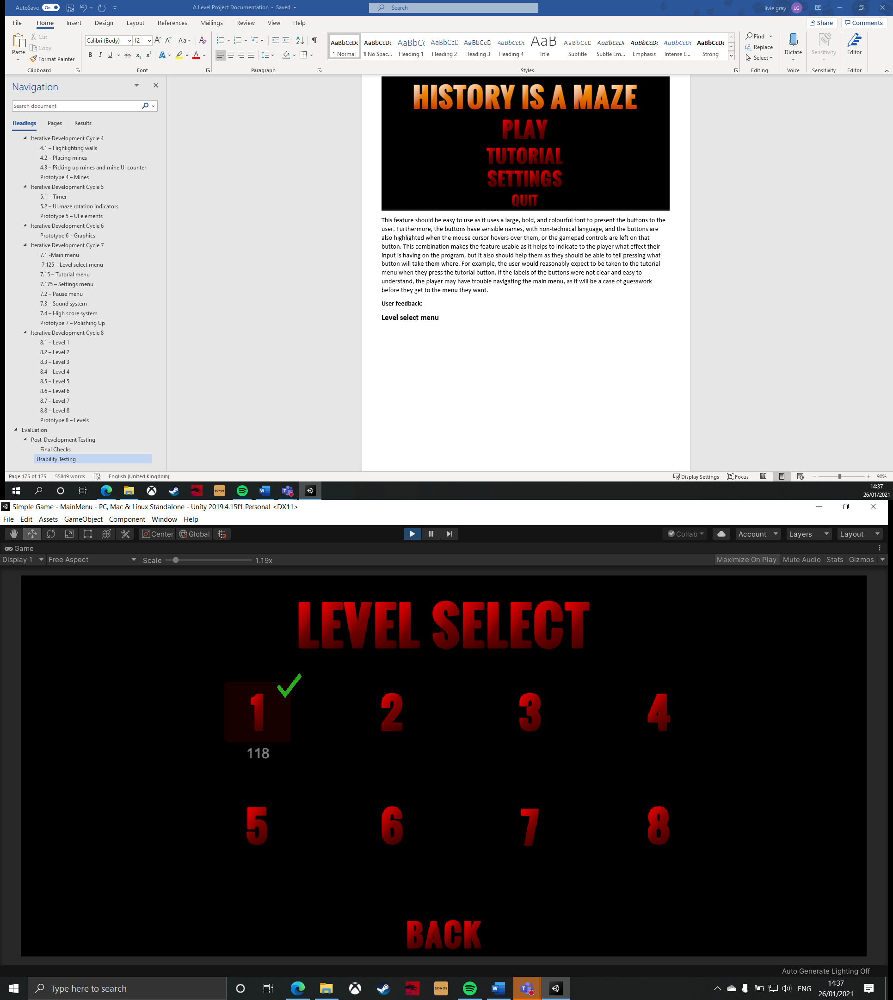 AutoSave On
A Level Project Documentation - Saved
Search
livie gray LG
File Home Insert Design Layout References Mailings Review View Help Share Comments
Paste
Cut
Copy
Format Painter
Calibri (Body) 12
Find
Replace
Select
Dictate
Sensitivity
Editor
AaBbCcDc AaBbCcDc AaBbC( AaBbCcE AaBbCcD AaBbCcDc AaB AaBbCcD AaBbCcDc AaBbCcDc AaBbCcDc AaBbCcDc
¶ Normal ¶ No Spac... Heading 1 Heading 2 Heading 3 Heading 4 Title Subtitle Subtle Em... Emphasis Intense E... Strong
Clipboard Font Paragraph Styles Editing Voice Sensitivity Editor
Navigation
Search document
Headings Pages Results
Iterative Development Cycle 4
4.1 – Highlighting walls
4.2 – Placing mines
4.3 – Picking up mines and mine UI counter
Prototype 4 – Mines
Iterative Development Cycle 5
5.1 – Timer
5.2 – UI maze rotation indicators
Prototype 5 – UI elements
Iterative Development Cycle 6
Prototype 6 – Graphics
Iterative Development Cycle 7
7.1 -Main menu
7.125 – Level select menu
7.15 – Tutorial menu
7.175 – Settings menu
7.2 – Pause menu
7.3 – Sound system
7.4 – High score system
Prototype 7 – Polishing Up
Iterative Development Cycle 8
8.1 – Level 1
8.2 – Level 2
8.3 – Level 3
8.4 – Level 4
8.5 – Level 5
8.6 – Level 6
8.7 – Level 7
8.8 – Level 8
Prototype 8 – Levels
Evaluation
Post-Development Testing
Final Checks
Usability Testing
HISTORY IS A MAZE
PLAY
TUTORIAL
SETTINGS
QUIT
This feature should be easy to use as it uses a large, bold, and colourful font to present the buttons to the
user. Furthermore, the buttons have sensible names, with non-technical language, and the buttons are
also highlighted when the mouse cursor hovers over them, or the gamepad controls are left on that
button. This combination makes the feature usable as it helps to indicate to the player what effect their
input is having on the program, but it also should help them as they should be able to tell pressing what
button will take them where. For example, the user would reasonably expect to be taken to the tutorial
menu when they press the tutorial button. If the labels of the buttons were not clear and easy to
understand, the player may have trouble navigating the main menu, as it will be a case of guesswork
before they get to the menu they want.
User feedback:
Level select menu
Page 175 of 175 55849 words English (United Kingdom) Display Settings Focus 90%
SONOS
14:37
26/01/2021
Simple Game - MainMenu - PC, Mac & Linux Standalone - Unity 2019.4.15f1 Personal <DX11>
File Edit Assets GameObject Component Window Help
Center Global Collab Account Layers Layout
Game
Display 1 Free Aspect Scale 1.19x Maximize On Play Mute Audio Stats Gizmos
LEVEL SELECT
1 2 3 4
118
5 6 7 8
BACK
Auto Generate Lighting Off
Type here to search
SONOS
ENG
14:37
26/01/2021